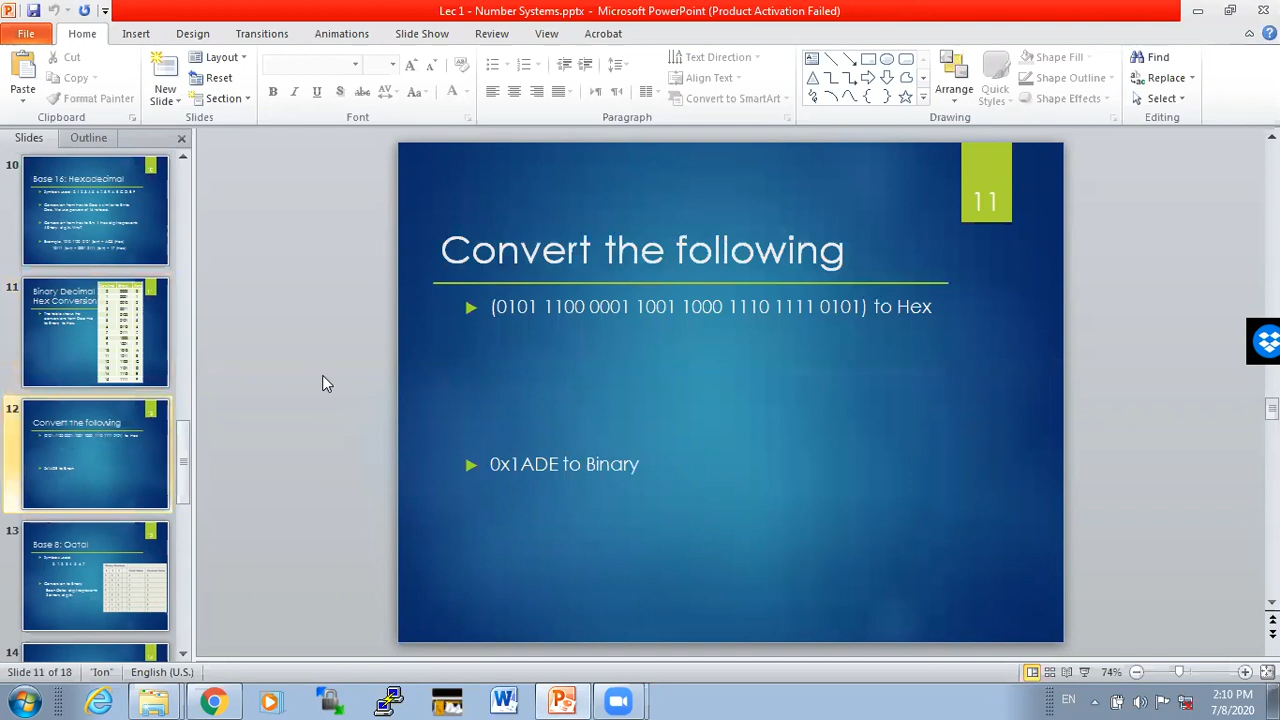 Lec 1 - Number Systems.pptx - Microsoft PowerPoint (Product Activation Failed)
File Home Insert Design Transitions Animations Slide Show Review View Acrobat
Paste
Cut
Copy
Format Painter
Clipboard
New Slide
Layout
Reset
Section
Slides
Font
Paragraph
Text Direction
Align Text
Convert to SmartArt
Arrange
Quick Styles
Shape Fill
Shape Outline
Shape Effects
Drawing
Find
Replace
Select
Editing
Slides Outline
10
Base 16: Hexadecimal
11
Binary Decimal
Hex Conversion
12
Convert the following
0x1ADE to Binary
13
Base 8: Octal
14
11
Convert the following
(0101 1100 0001 1001 1000 1110 1111 0101) to Hex
0x1ADE to Binary
Slide 11 of 18 "Ion" English (U.S.) 74%
EN
2:10 PM
7/8/2020